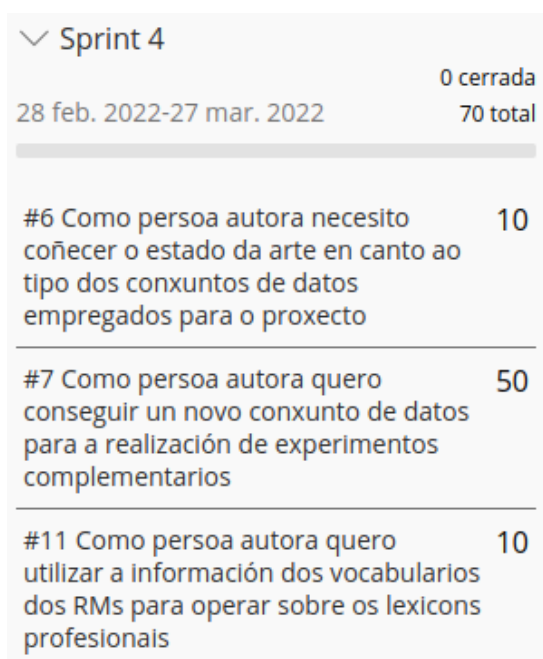 Sprint 4
0 cerrada
28 feb. 2022-27 mar. 2022 70 total
#6 Como persoa autora necesito 10
coñecer o estado da arte en canto ao
tipo dos conxuntos de datos
empregados para o proxecto
#7 Como persoa autora quero 50
conseguir un novo conxunto de datos
para a realización de experimentos
complementarios
#11 Como persoa autora quero 10
utilizar a información dos vocabularios
dos RMs para operar sobre os lexicons
profesionais